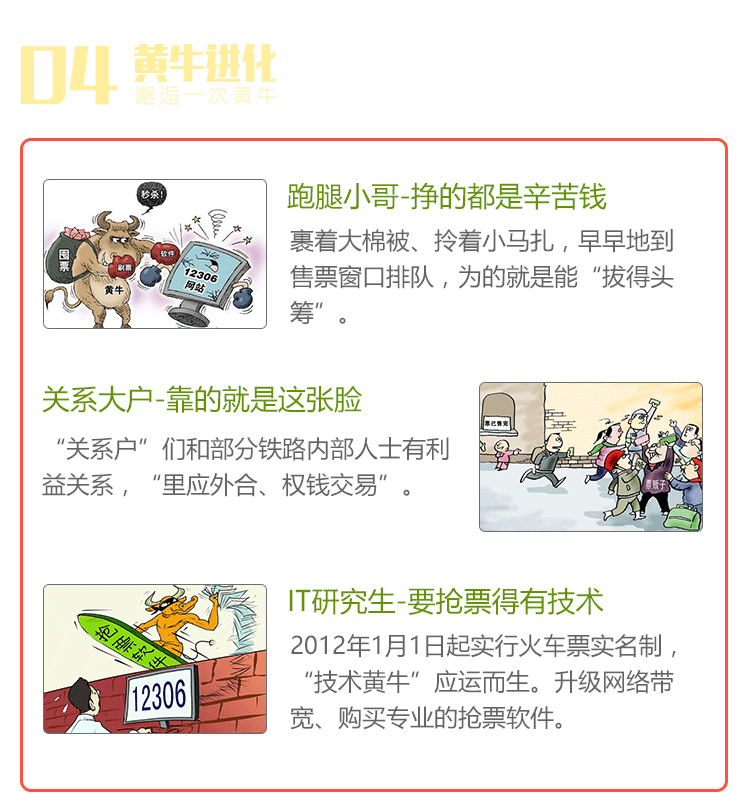 04 黄牛进化
邂逅一次黄牛
秒杀！
囤票
刷票
软件
黄牛
12306
网站
跑腿小哥-挣的都是辛苦钱
裹着大棉被、拎着小马扎，早早地到
售票窗口排队，为的就是能“拔得头
筹”。
关系大户-靠的就是这张脸
“关系户”们和部分铁路内部人士有利
益关系，“里应外合、权钱交易”。
票已售完
票贩子
抢票软件
12306
IT研究生-要抢票得有技术
2012年1月1日起实行火车票实名制，
“技术黄牛”应运而生。升级网络带
宽、购买专业的抢票软件。